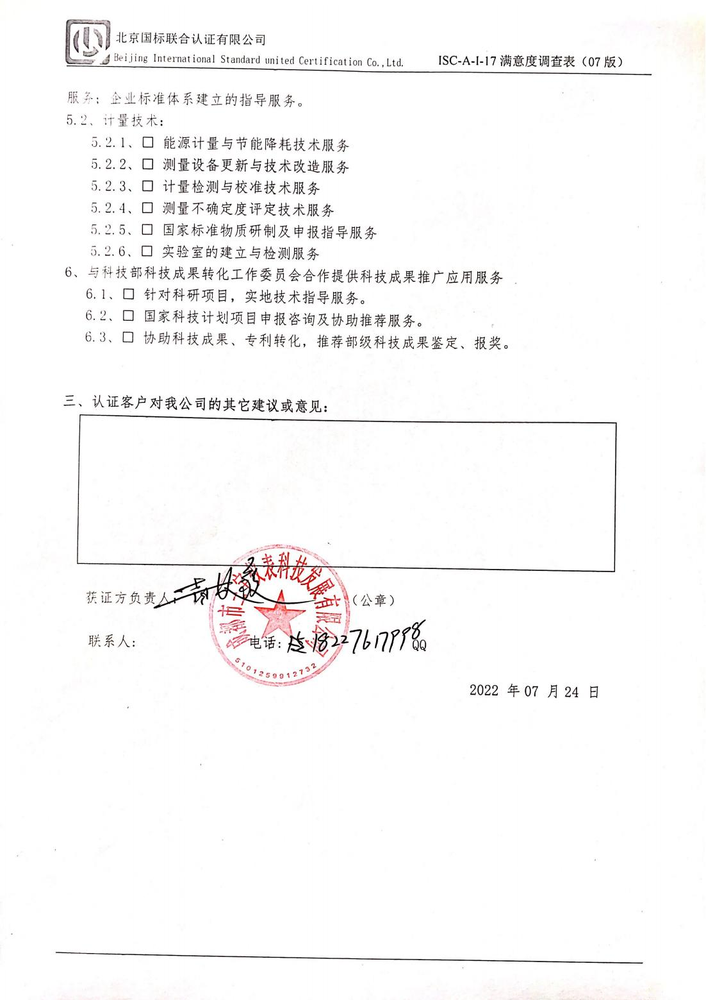 北京国标联合认证有限公司
Beijing International Standard united Certification Co.,Ltd. ISC-A-I-17 满意度调查表（07 版）
服务；企业标准体系建立的指导服务。
5.2、计量技术：
5.2.1、□ 能源计量与节能降耗技术服务
5.2.2、□ 测量设备更新与技术改造服务
5.2.3、□ 计量检测与校准技术服务
5.2.4、□ 测量不确定度评定技术服务
5.2.5、□ 国家标准物质研制及申报指导服务
5.2.6、□ 实验室的建立与检测服务
6、与科技部科技成果转化工作委员会合作提供科技成果推广应用服务
6.1、□ 针对科研项目，实地技术指导服务。
6.2、□ 国家科技计划项目申报咨询及协助推荐服务。
6.3、□ 协助科技成果、专利转化，推荐部级科技成果鉴定、报奖。
三、认证客户对我公司的其它建议或意见：
获证方负责人： （公章）
成都市 仪表科技发展有限公司
联系人： 电话： 18227617998 QQ
5101259912732
2022 年 07 月 24 日